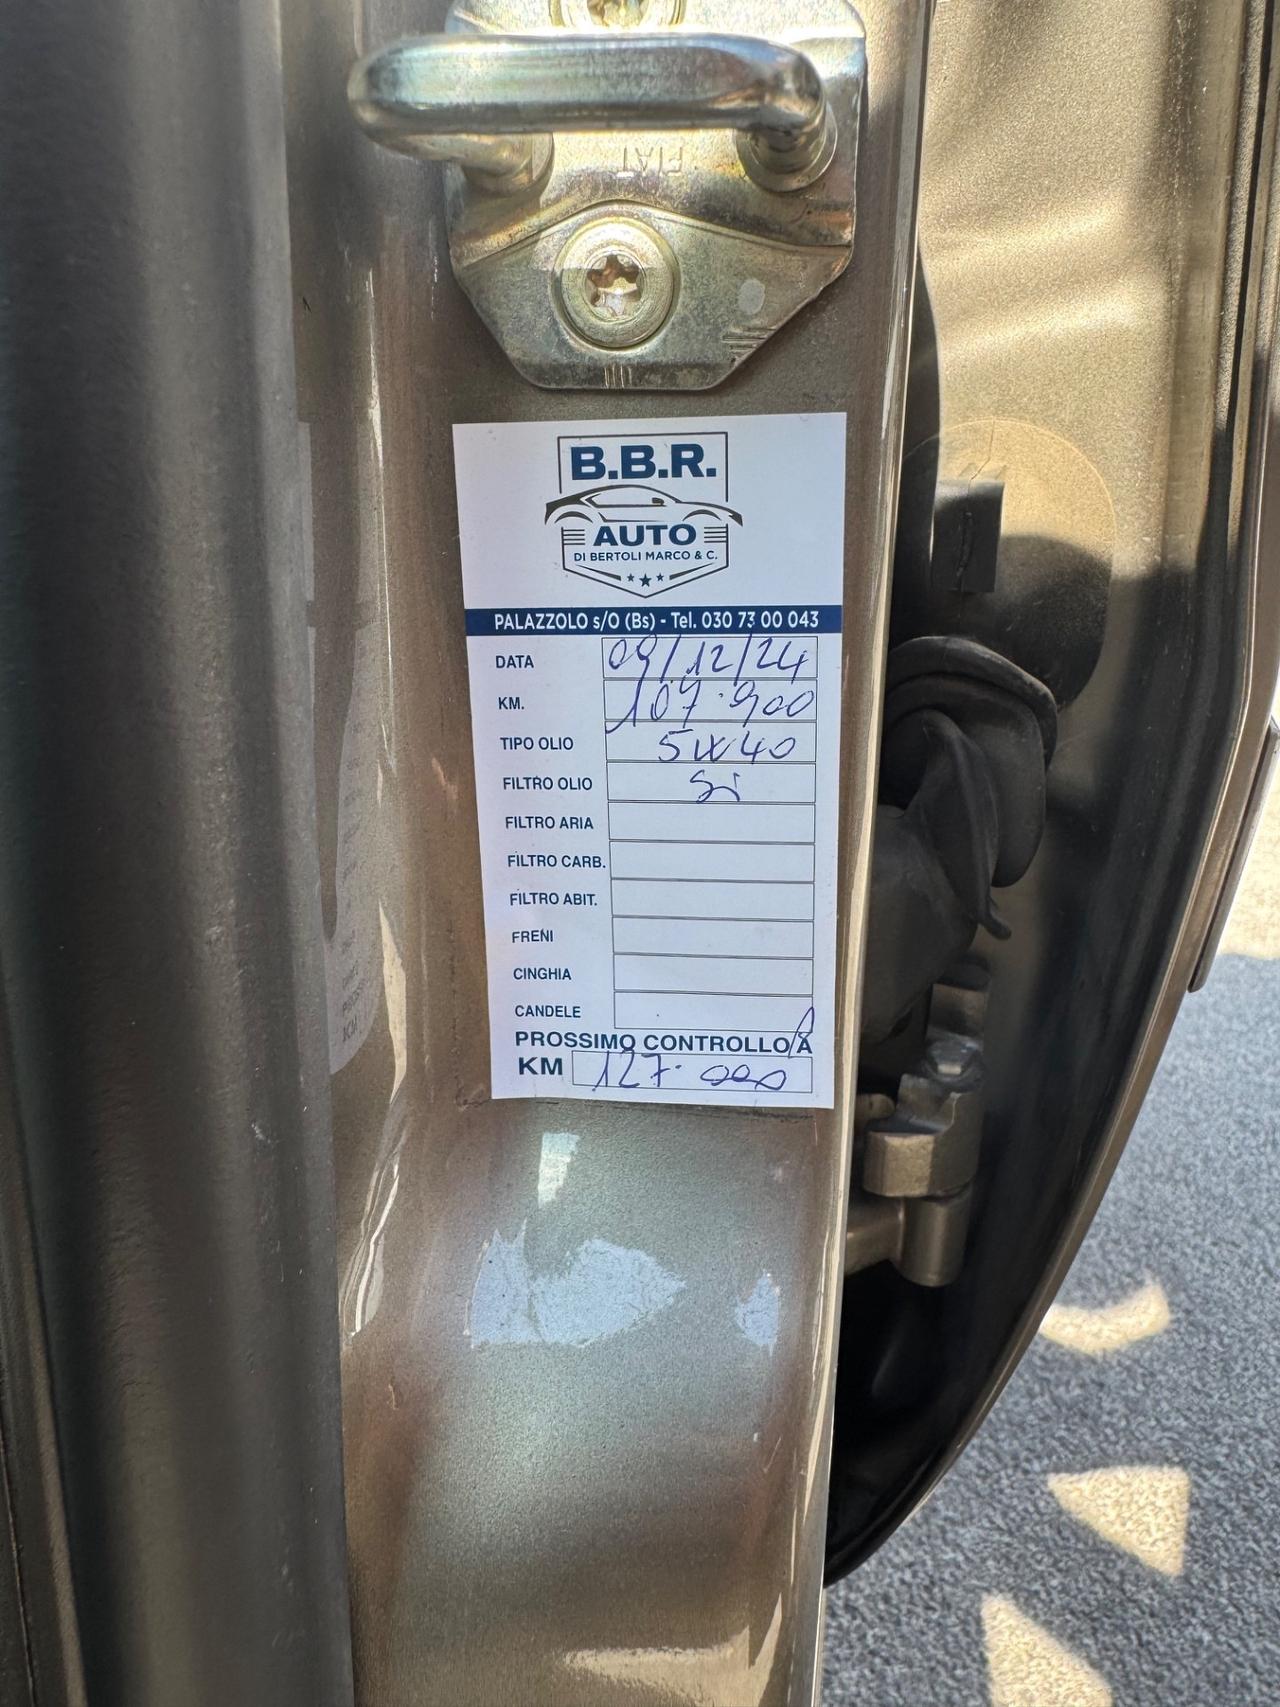 FIAT
B.B.R.
AUTO
DI BERTOLI MARCO & C.
PALAZZOLO s/O (Bs) - Tel. 030 73 00 043
DATA 09/12/24
KM. 107.900
TIPO OLIO 5W40
FILTRO OLIO Si
FILTRO ARIA
FILTRO CARB.
FILTRO ABIT.
FRENI
CINGHIA
CANDELE
PROSSIMO CONTROLLO A
KM 127.000